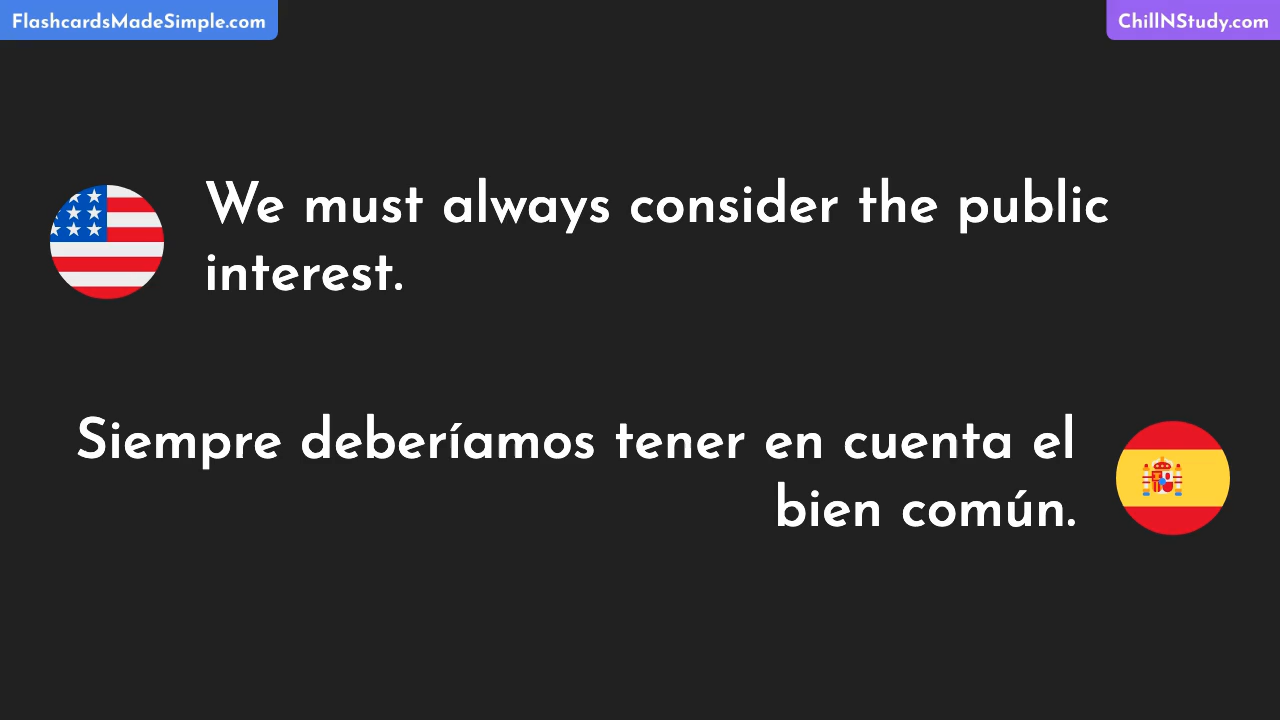 FlashcardsMadeSimple.com
ChillNStudy.com
We must always consider the public
interest.
Siempre deberíamos tener en cuenta el
bien común.